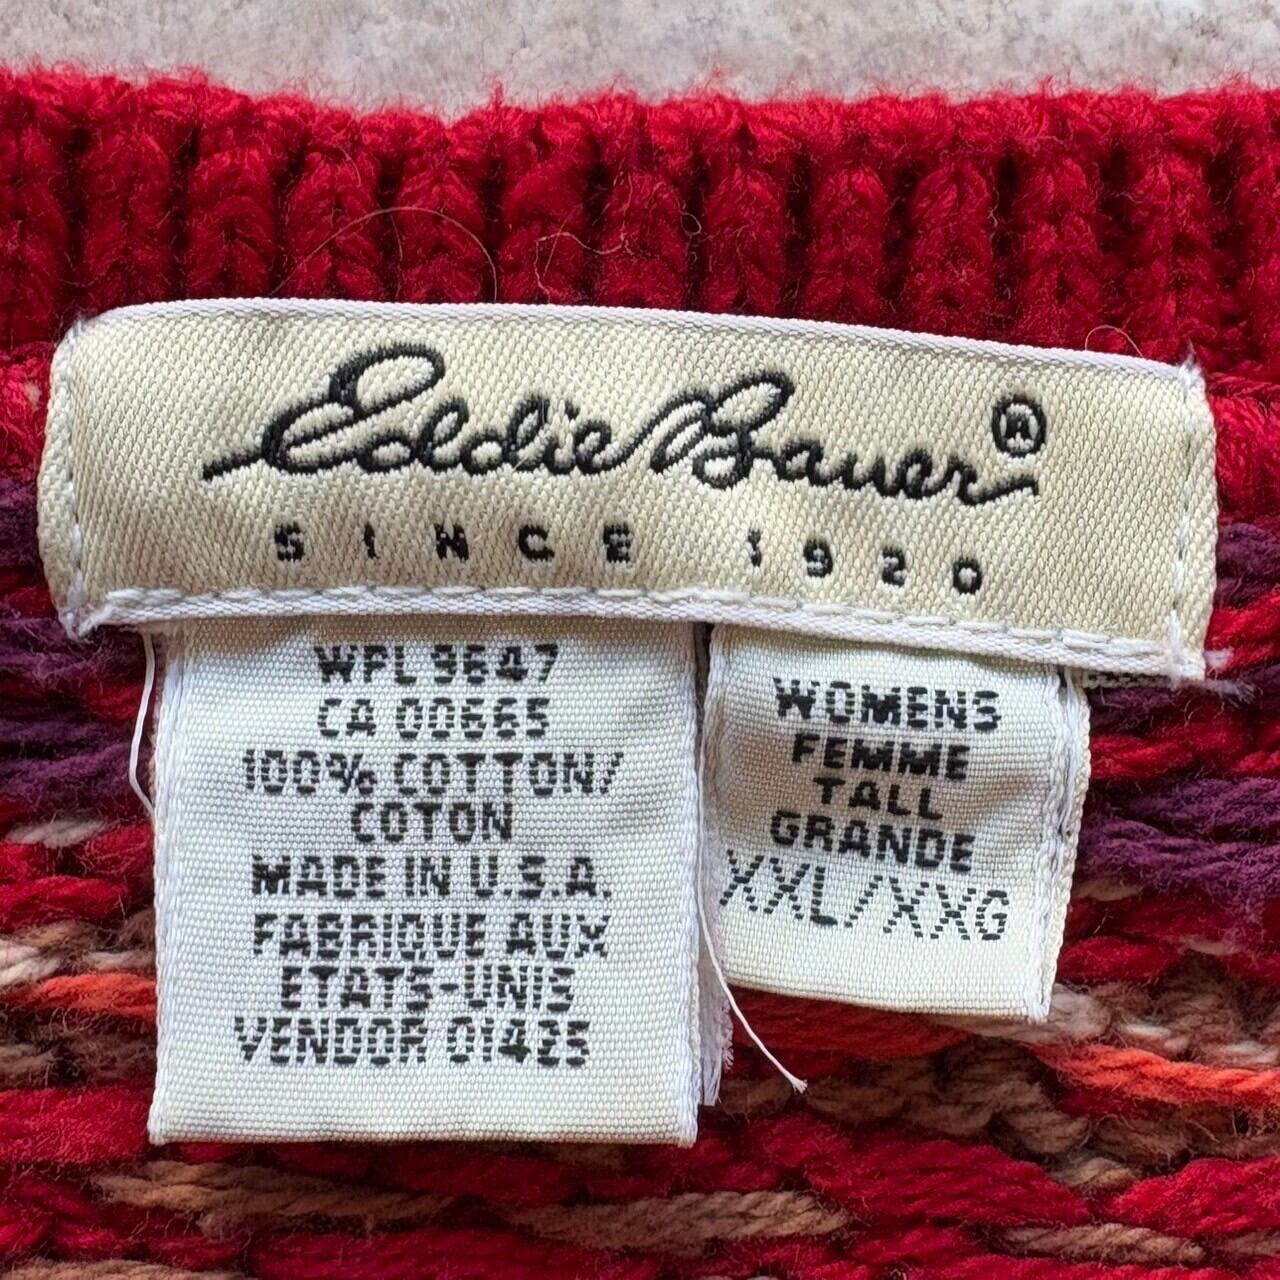 Eddie Bauer®
SINCE 1920
WPL 9647
CA 00665
100% COTTON/
COTON
MADE IN U.S.A.
FABRIQUE AUX
ETATS-UNIS
VENDOR 01425
WOMENS
FEMME
TALL
GRANDE
XXL/XXG